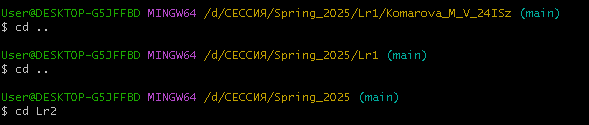 User@DESKTOP-G5JFFBD MINGW64 /d/СЕССИЯ/Spring_2025/Lr1/Komarova_M_V_24ISz (main)
$ cd ..
User@DESKTOP-G5JFFBD MINGW64 /d/СЕССИЯ/Spring_2025/Lr1 (main)
$ cd ..
User@DESKTOP-G5JFFBD MINGW64 /d/СЕССИЯ/Spring_2025 (main)
$ cd Lr2